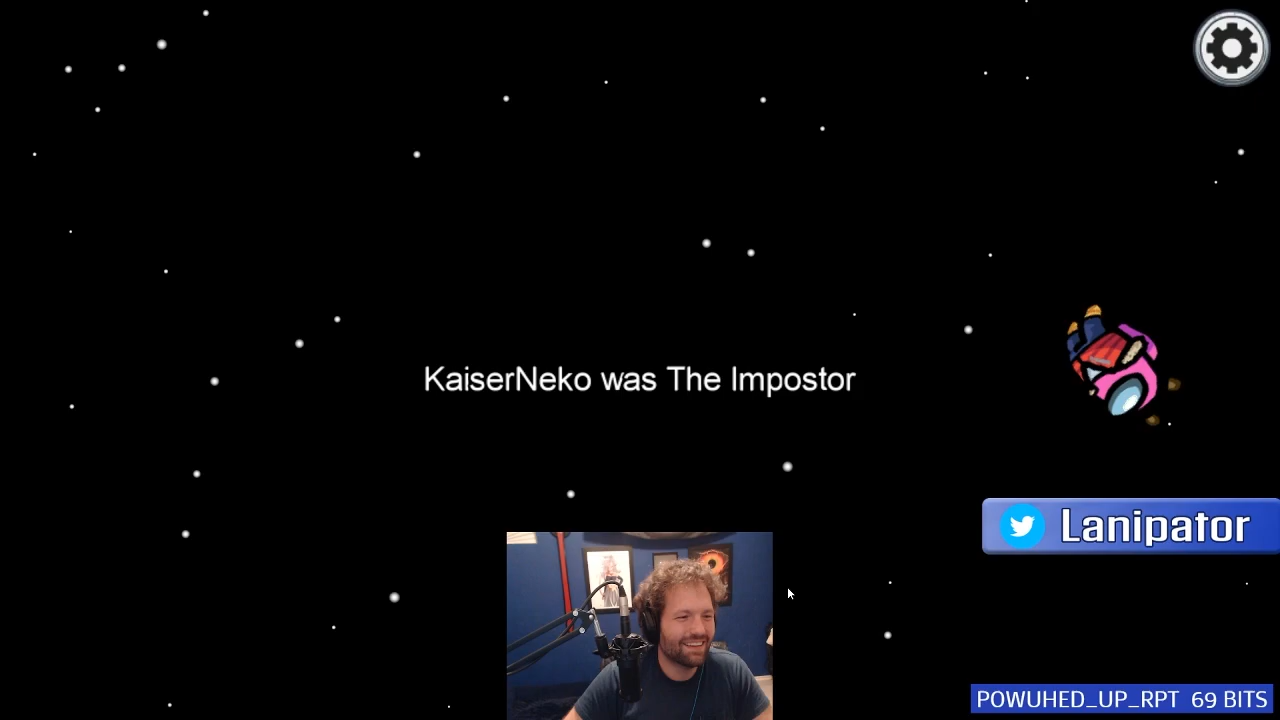 KaiserNeko was The Impostor
Lanipator
POWUHED_UP_RPT 69 BITS